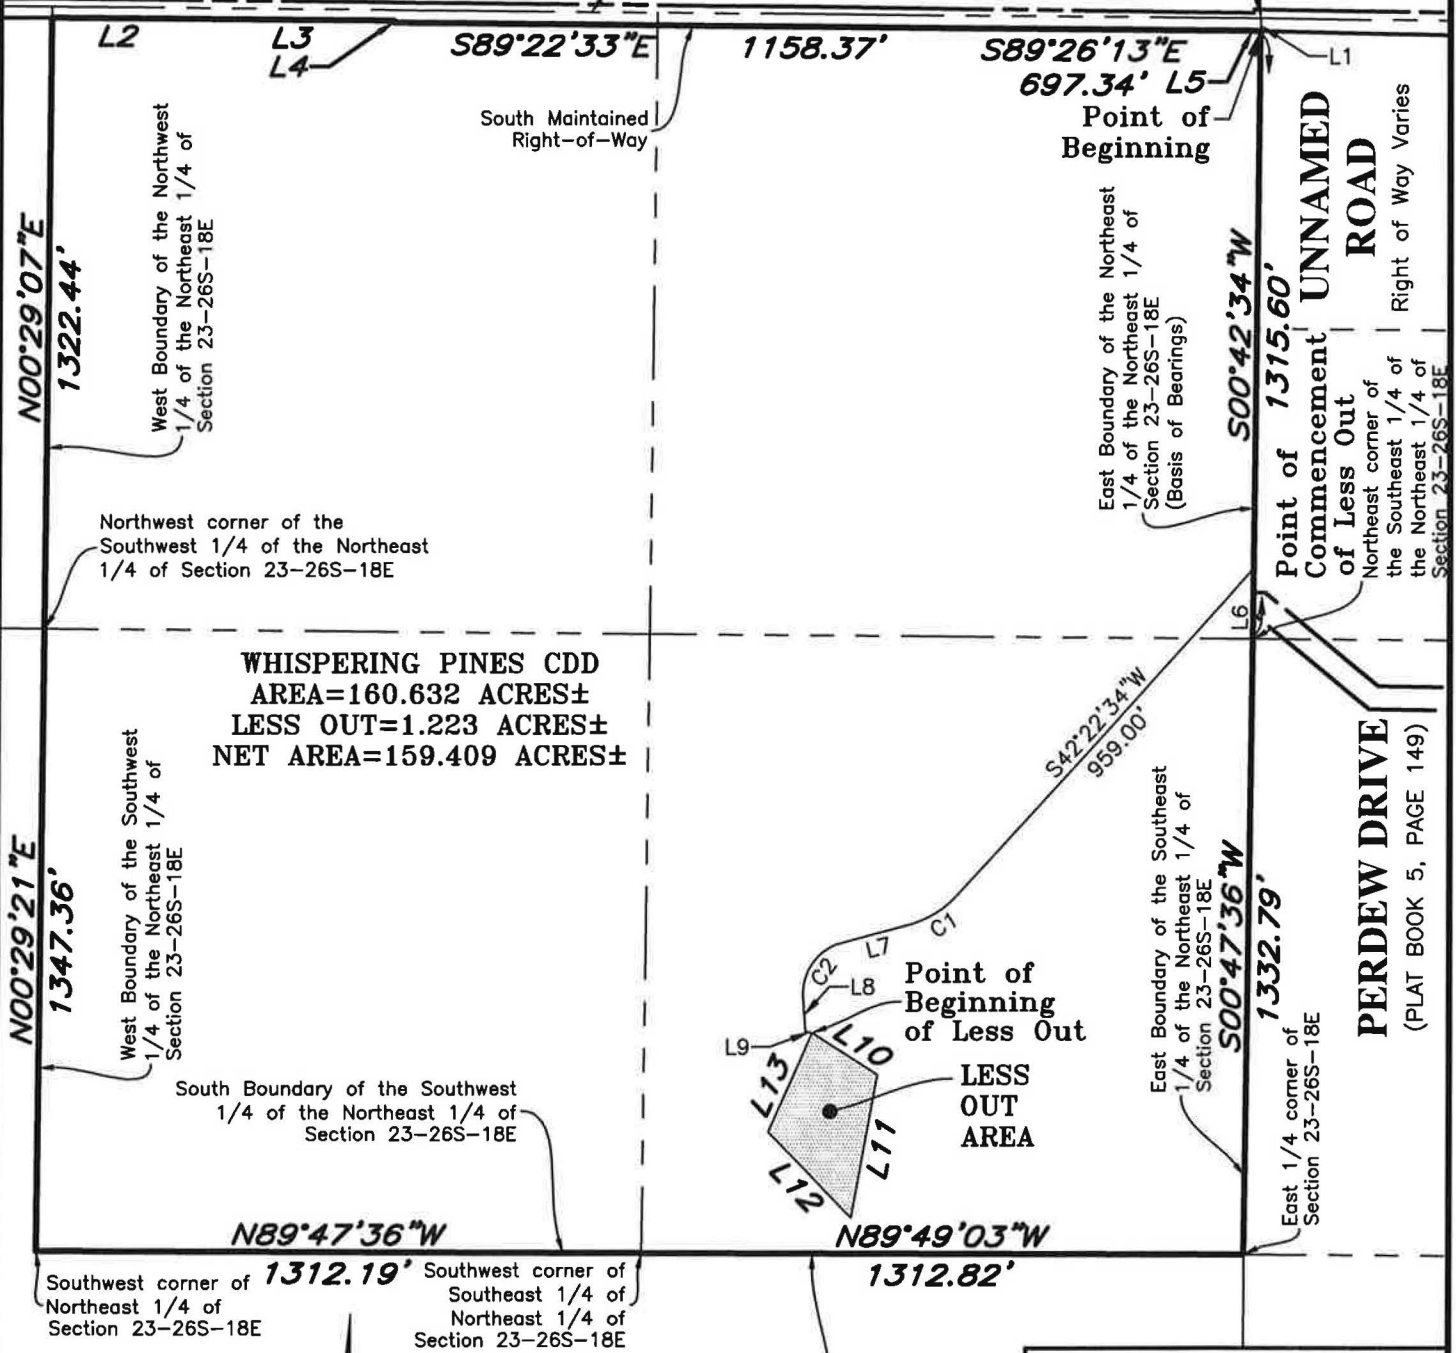 L2
L3
L4
S89°22'33"E
1158.37'
S89°26'13"E
697.34' L5
L1
South Maintained
Right-of-Way
Point of
Beginning
UNNAMED
ROAD
Right of Way Varies
N00°29'07"E
1322.44'
West Boundary of the Northwest
1/4 of the Northeast 1/4 of
Section 23-26S-18E
East Boundary of the Northeast
1/4 of the Northeast 1/4 of
Section 23-26S-18E
(Basis of Bearings)
S00°42'34"W
1315.60'
Point of
Commencement
of Less Out
Northeast corner of
the Southeast 1/4 of
the Northeast 1/4 of
Section 23-26S-18E
Northwest corner of the
Southwest 1/4 of the Northeast
1/4 of Section 23-26S-18E
L6
WHISPERING PINES CDD
AREA=160.632 ACRES±
LESS OUT=1.223 ACRES±
NET AREA=159.409 ACRES±
S42°22'34"W
959.00'
N00°29'21"E
1347.36'
West Boundary of the Southwest
1/4 of the Northeast 1/4 of
Section 23-26S-18E
East Boundary of the Southeast
1/4 of the Northeast 1/4 of
Section 23-26S-18E
S00°47'36"W
1332.79'
PERDEW DRIVE
(PLAT BOOK 5, PAGE 149)
C1
L7
C2
L8
L9
Point of
Beginning
of Less Out
L10
L13
L11
L12
LESS
OUT
AREA
South Boundary of the Southwest
1/4 of the Northeast 1/4 of
Section 23-26S-18E
East 1/4 corner of
Section 23-26S-18E
N89°47'36"W
1312.19'
N89°49'03"W
1312.82'
Southwest corner of
Northeast 1/4 of
Section 23-26S-18E
Southwest corner of
Southeast 1/4 of
Northeast 1/4 of
Section 23-26S-18E